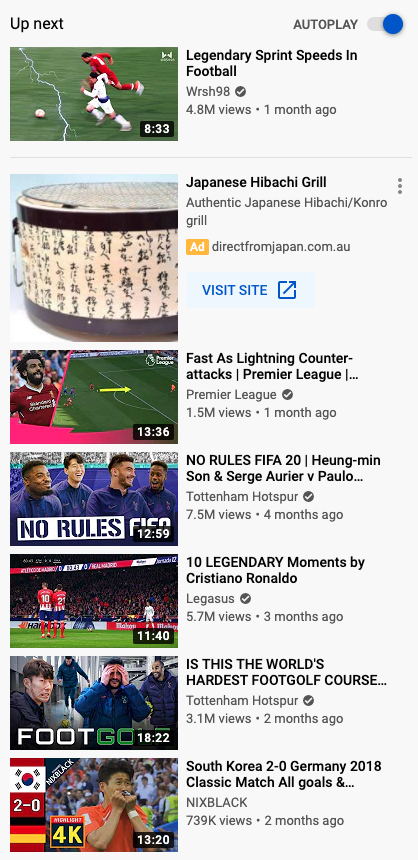 Up next
AUTOPLAY
Legendary Sprint Speeds In
Football
Wrsh98
4.8M views • 1 month ago
8:33
Japanese Hibachi Grill
Authentic Japanese Hibachi/Konro
grill
Ad directfromjapan.com.au
VISIT SITE
Premier League
Fast As Lightning Counter-
attacks | Premier League |...
Premier League
1.5M views • 1 month ago
13:36
NO RULES FIFA 20 | Heung-min
Son & Serge Aurier v Paulo...
Tottenham Hotspur
7.5M views • 4 months ago
NO RULES FIFA
12:59
10 LEGENDARY Moments by
Cristiano Ronaldo
Legasus
5.7M views • 3 months ago
11:40
IS THIS THE WORLD'S
HARDEST FOOTGOLF COURSE...
Tottenham Hotspur
3.1M views • 2 months ago
FOOTGO
18:22
South Korea 2-0 Germany 2018
Classic Match All goals &...
NIXBLACK
739K views • 2 months ago
NIXBLACK
2-0
HIGHLIGHT
4K
13:20